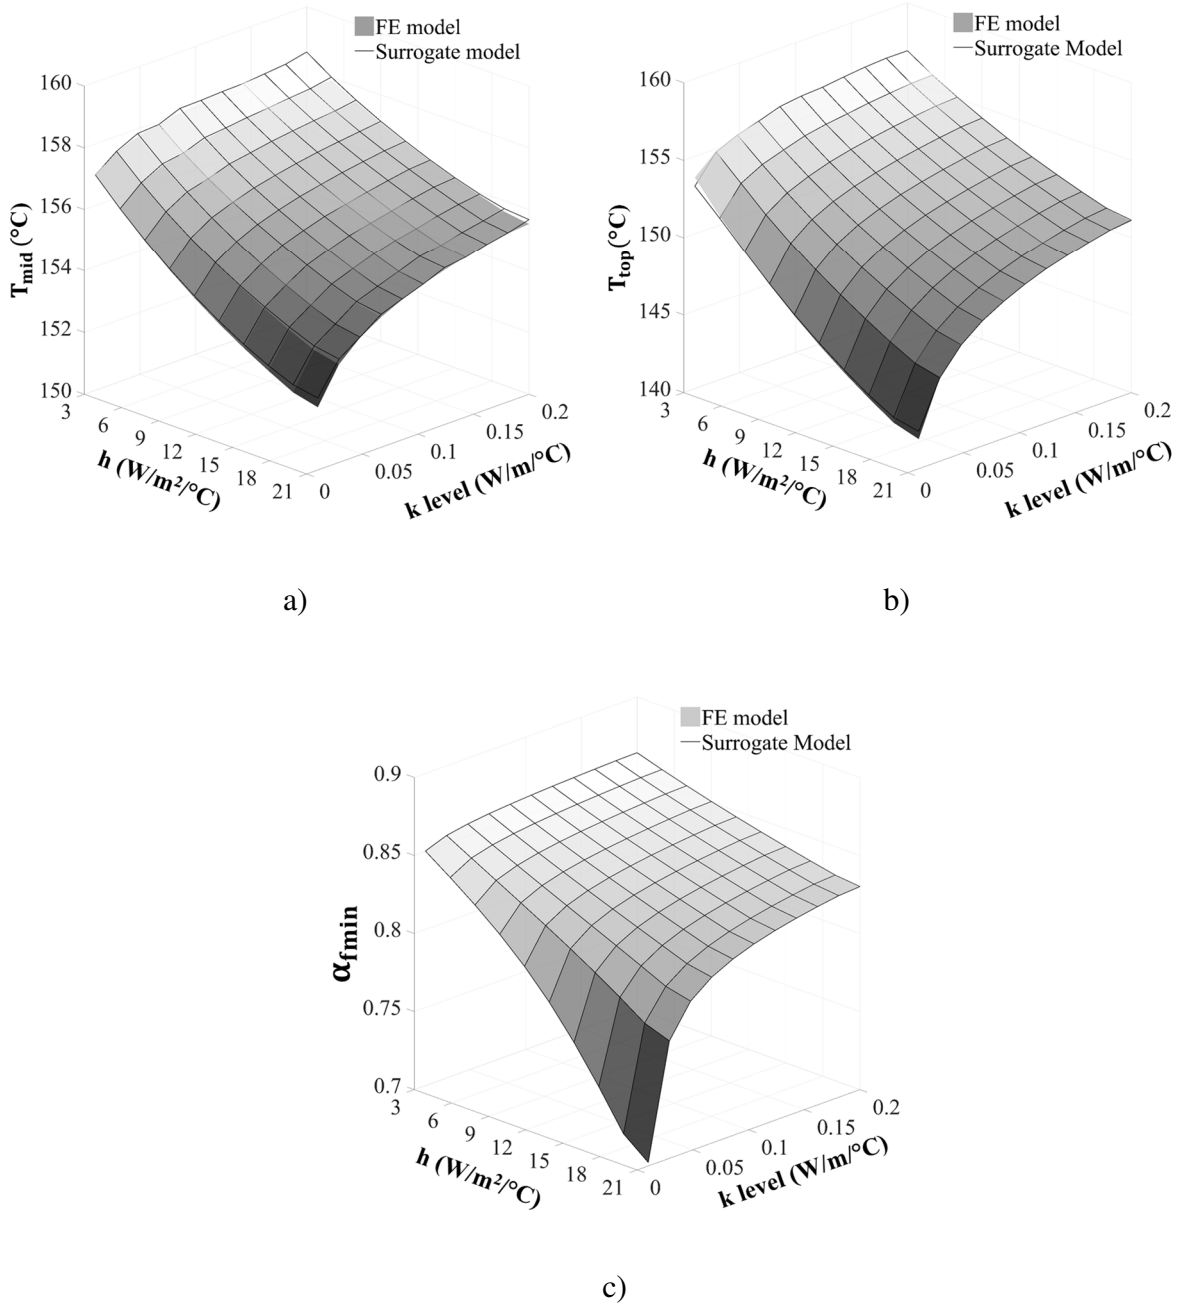 FE model
Surrogate model
160
158
156
154
152
150
T_mid (°C)
3
6
9
12
15
18
21
h (W/m²/°C)
0
0.05
0.1
0.15
0.2
k level (W/m/°C)
a)
FE model
Surrogate Model
160
155
150
145
140
T_top(°C)
3
6
9
12
15
18
21
h (W/m²/°C)
0
0.05
0.1
0.15
0.2
k level (W/m/°C)
b)
FE model
Surrogate Model
0.9
0.85
0.8
0.75
0.7
α_fmin
3
6
9
12
15
18
21
h (W/m²/°C)
0
0.05
0.1
0.15
0.2
k level (W/m/°C)
c)